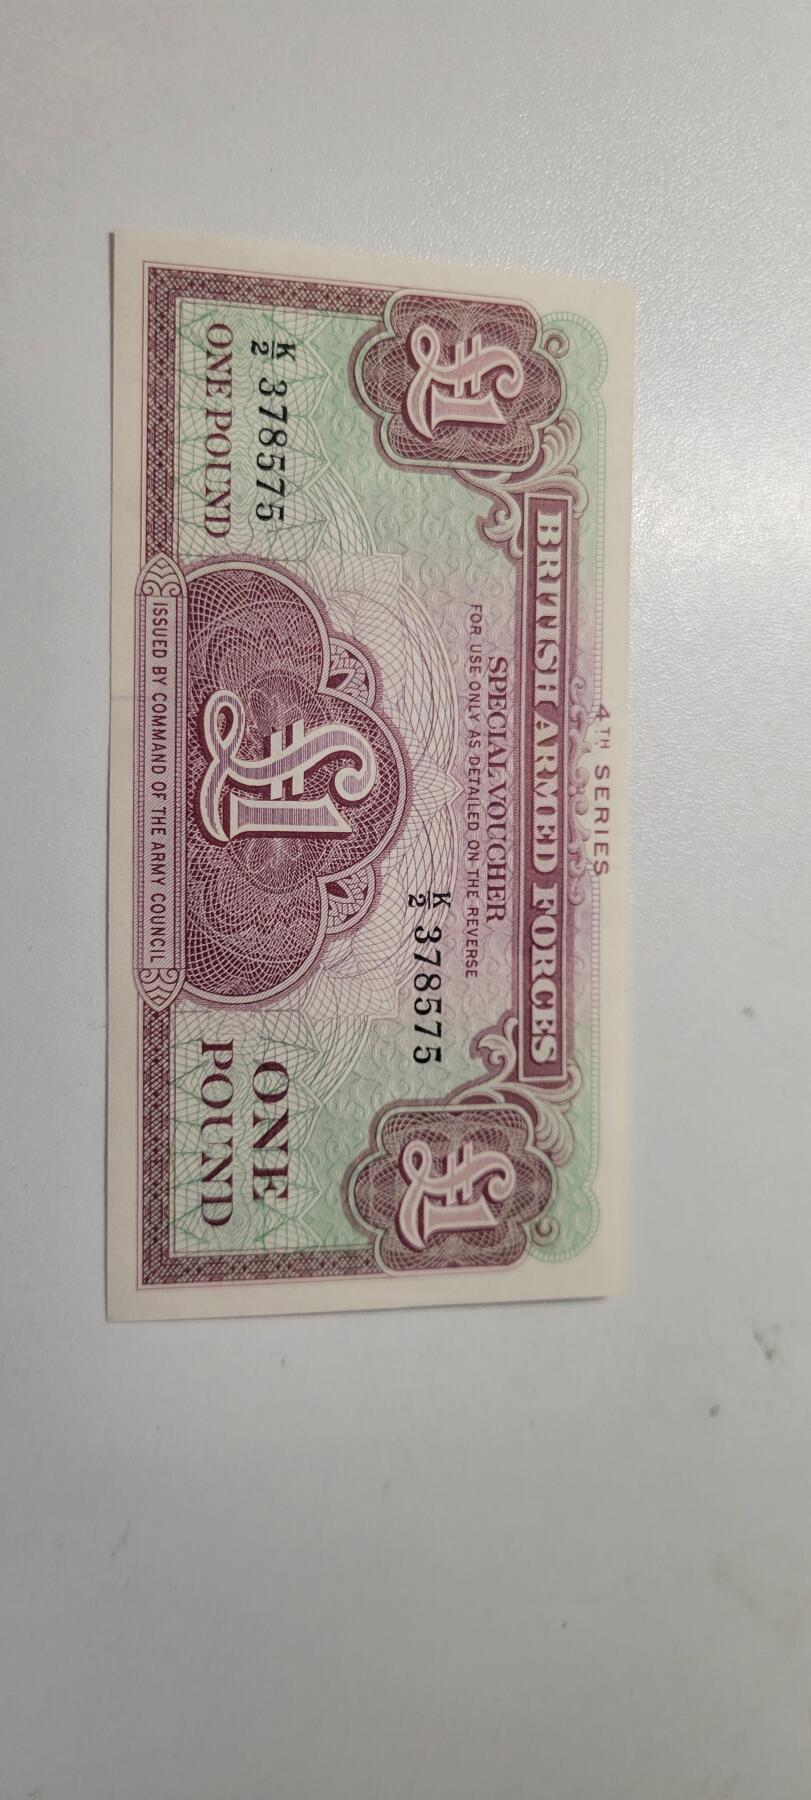 4TH SERIES
£1
BRITISH ARMED FORCES
£1
SPECIAL VOUCHER
FOR USE ONLY AS DETAILED ON THE REVERSE
K/2 378575
K/2 378575
ONE POUND
£1
ONE
POUND
ISSUED BY COMMAND OF THE ARMY COUNCIL